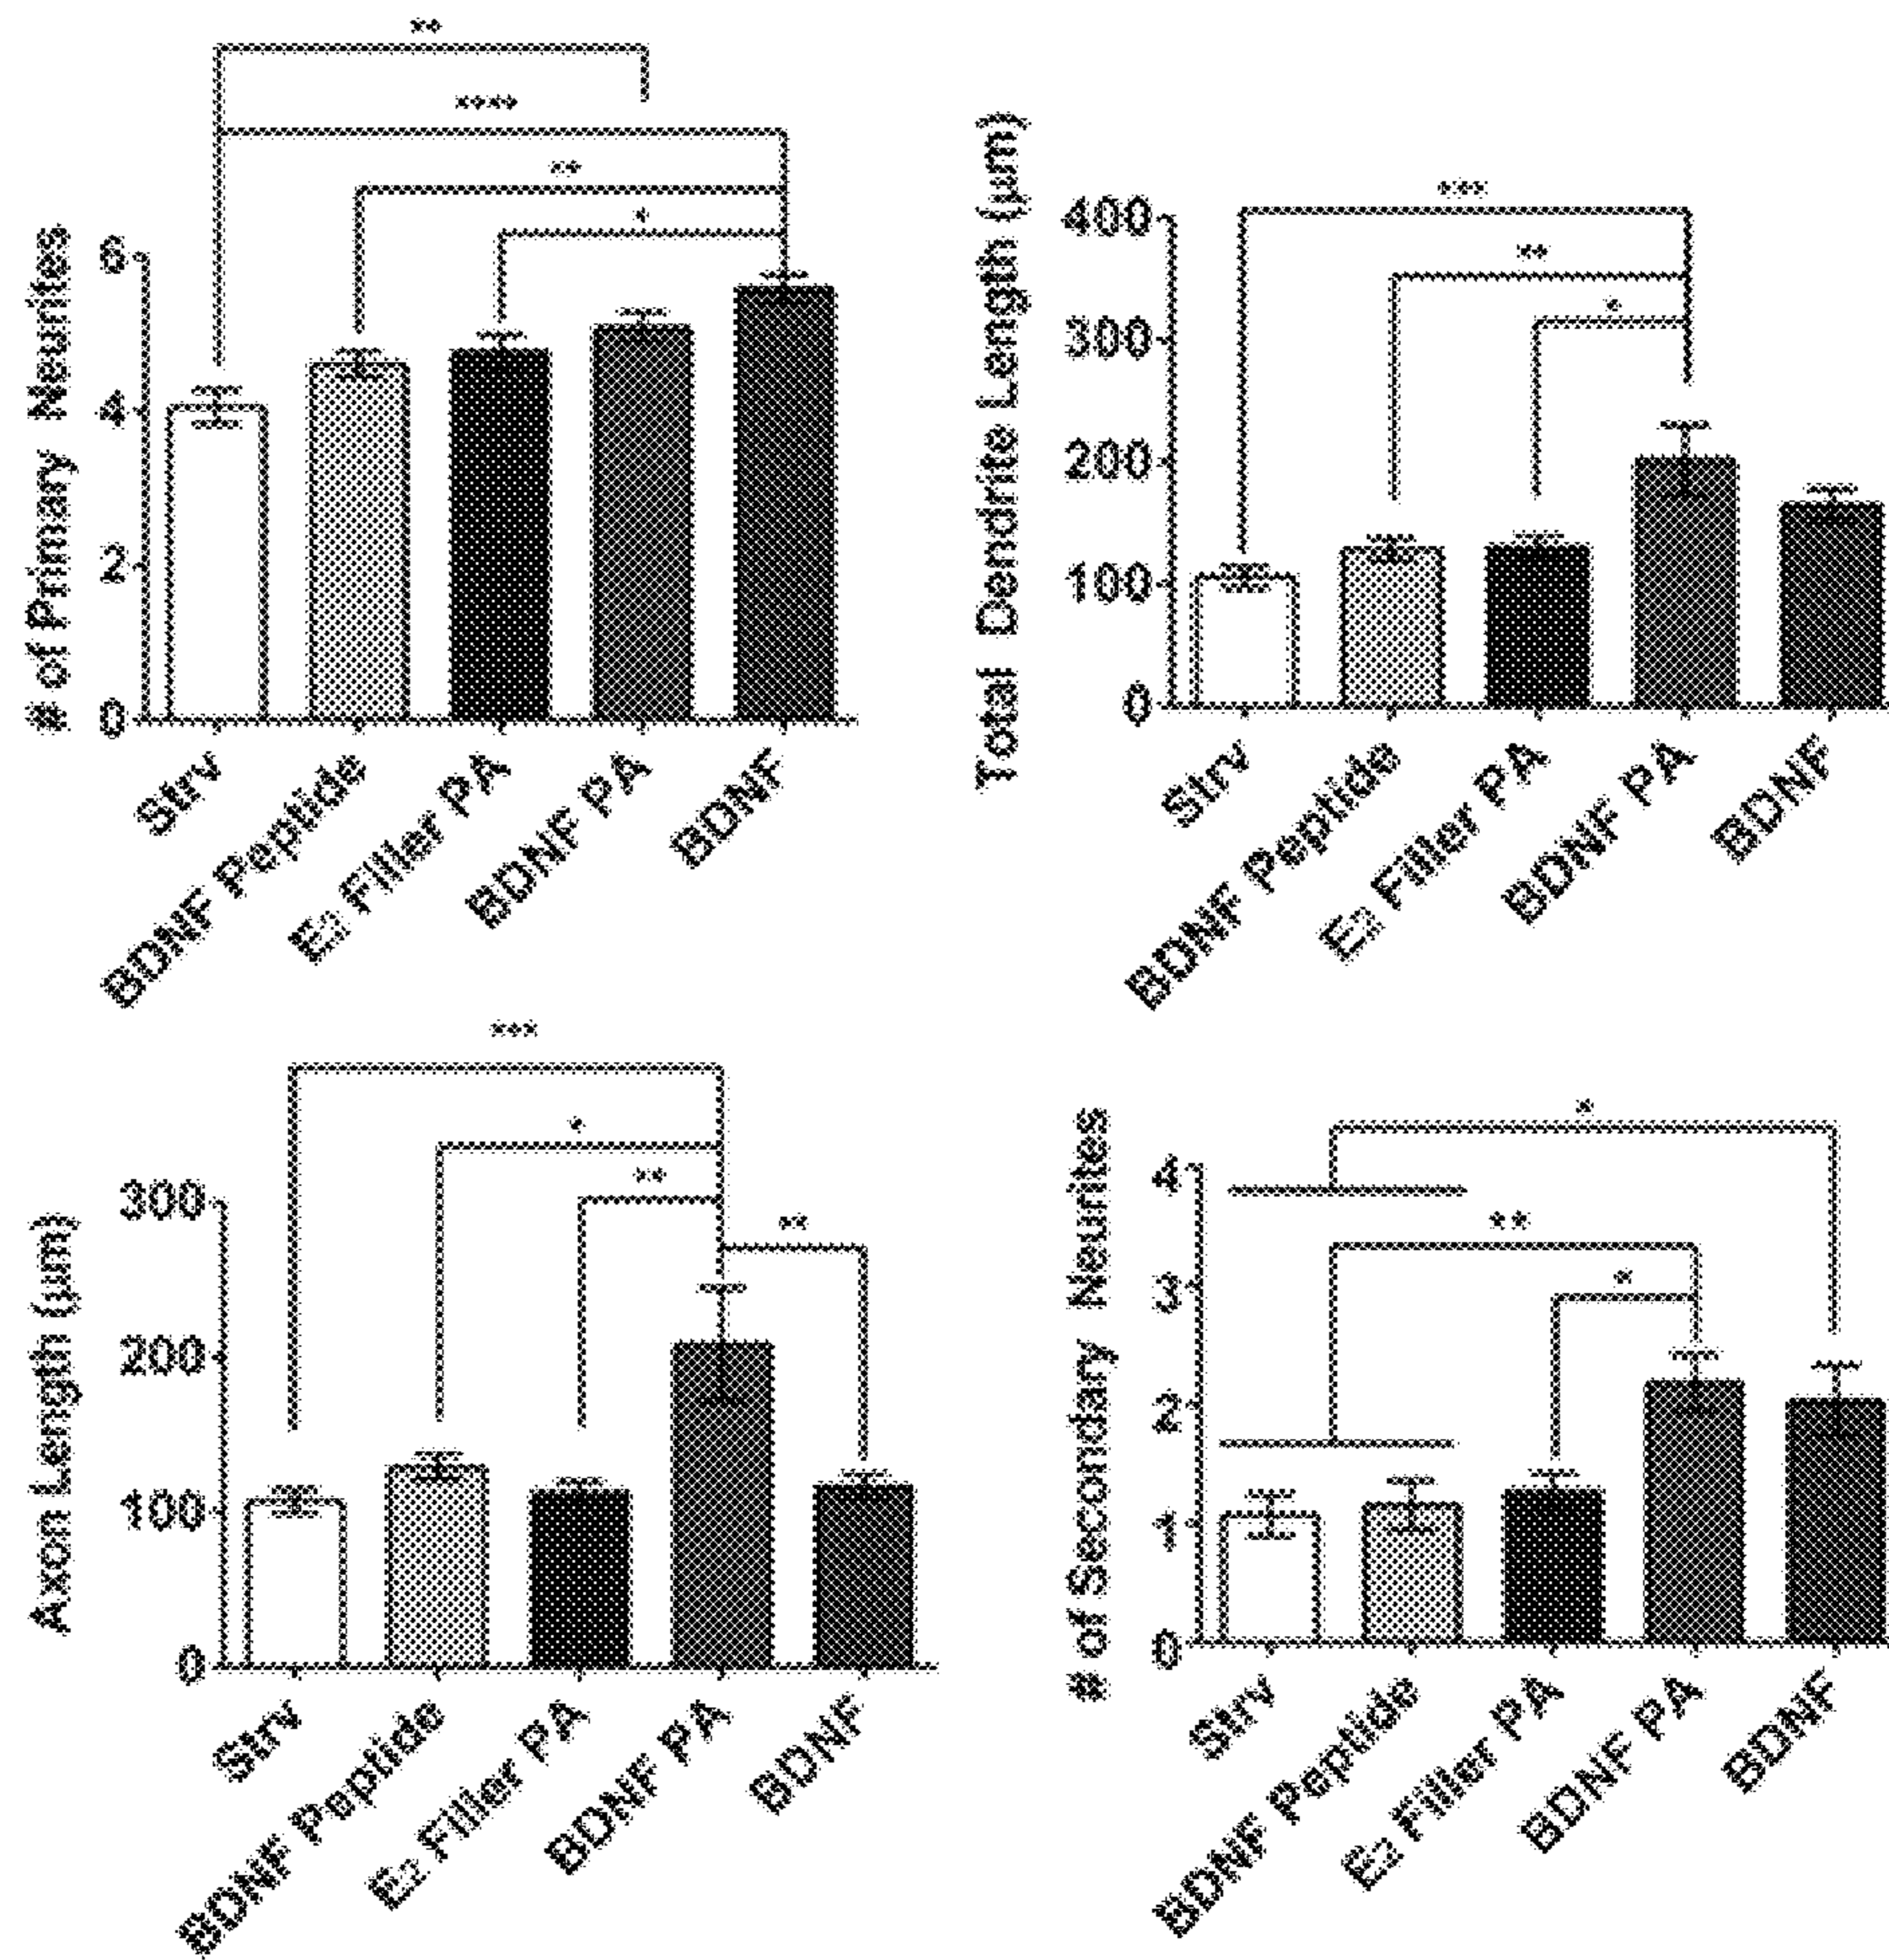 **
****
**
*
# of Primary Neurites
6
4
2
0
Strv
BDNF Peptide
E₂ Filler PA
BDNF PA
BDNF
***
**
*
Total Dendrite Length (μm)
400
300
200
100
0
Strv
BDNF Peptide
E₂ Filler PA
BDNF PA
BDNF
***
*
**
**
Axon Length (μm)
300
200
100
0
Strv
BDNF Peptide
E₂ Filler PA
BDNF PA
BDNF
*
**
*
# of Secondary Neurites
4
3
2
1
0
Strv
BDNF Peptide
E₂ Filler PA
BDNF PA
BDNF